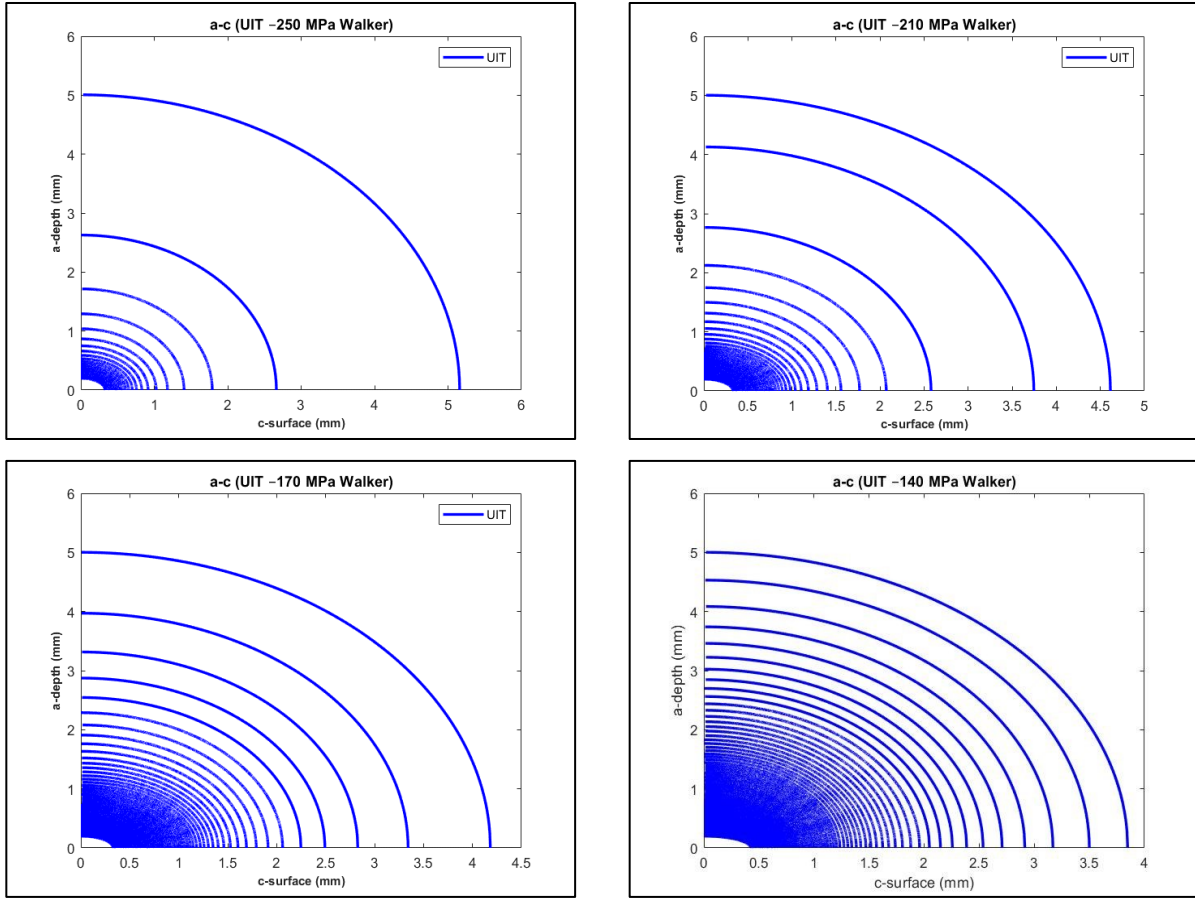 a-c (UIT −250 MPa Walker)
UIT
6
5
4
3
2
1
0
a-depth (mm)
0 1 2 3 4 5 6
c-surface (mm)
a-c (UIT −210 MPa Walker)
UIT
6
5
4
3
2
1
0
a-depth (mm)
0 0.5 1 1.5 2 2.5 3 3.5 4 4.5 5
c-surface (mm)
a-c (UIT −170 MPa Walker)
UIT
6
5
4
3
2
1
0
a-depth (mm)
0 0.5 1 1.5 2 2.5 3 3.5 4 4.5
c-surface (mm)
a-c (UIT −140 MPa Walker)
6
5
4
3
2
1
0
a-depth (mm)
0 0.5 1 1.5 2 2.5 3 3.5 4
c-surface (mm)